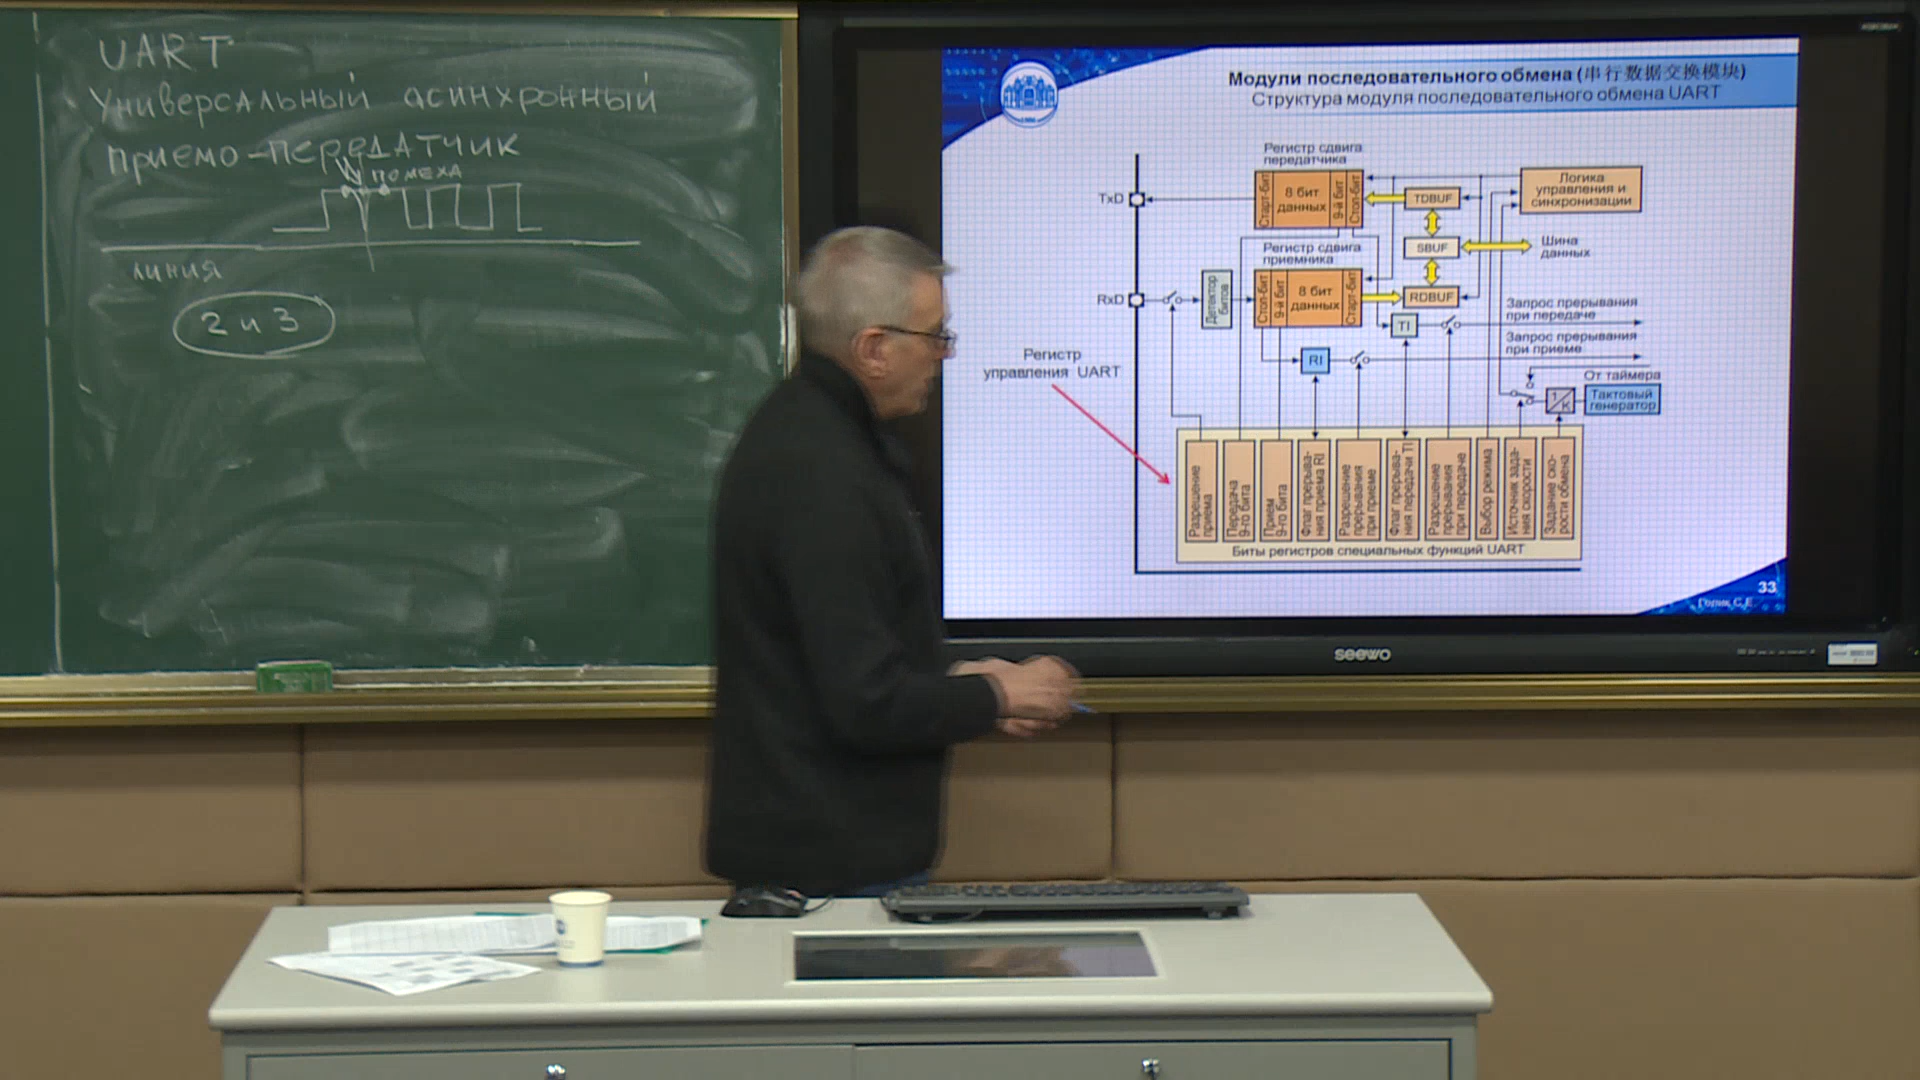 UART
Универсальный асинхронный
приемо-передатчик
помеха
линия
2 и 3
Модули последовательного обмена (串行数据交换模块)
Структура модуля последовательного обмена UART
Регистр сдвига
передатчика
TxD
Старт-бит
8 бит
данных
9-й бит
Стоп-бит
TDBUF
Логика
управления и
синхронизации
SBUF
Шина
данных
Регистр сдвига
приемника
RxD
Детектор
битов
Стоп-бит
9-й бит
8 бит
данных
Старт-бит
RDBUF
Запрос прерывания
при передаче
TI
Запрос прерывания
при приеме
RI
Регистр
управления UART
От таймера
1/K
Тактовый
генератор
Разрешение
приема
Передача
9-го бита
Прием
9-го бита
Флаг прерыва-
ния приема RI
Разрешение
прерывания
при приеме
Флаг прерыва-
ния передачи TI
Разрешение
прерывания
при передаче
Выбор режима
Источник зада-
ния скорости
Задание ско-
рости обмена
Биты регистров специальных функций UART
33
seewo